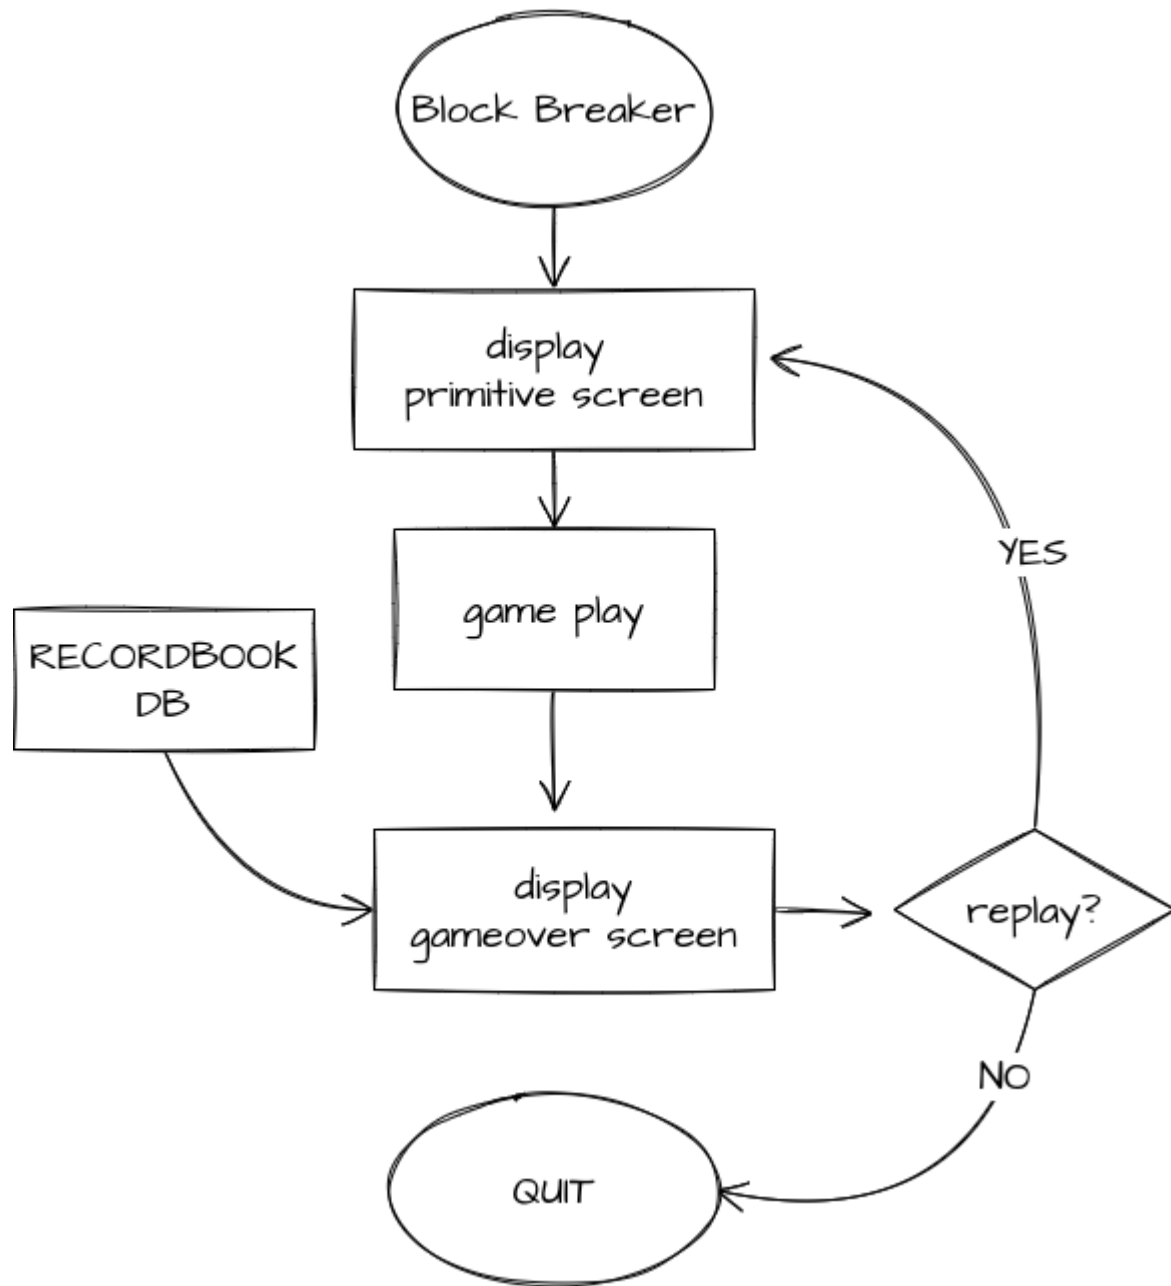 Block Breaker
display
primitive screen
YES
game play
RECORDBOOK
DB
display
gameover screen
replay?
NO
QUIT